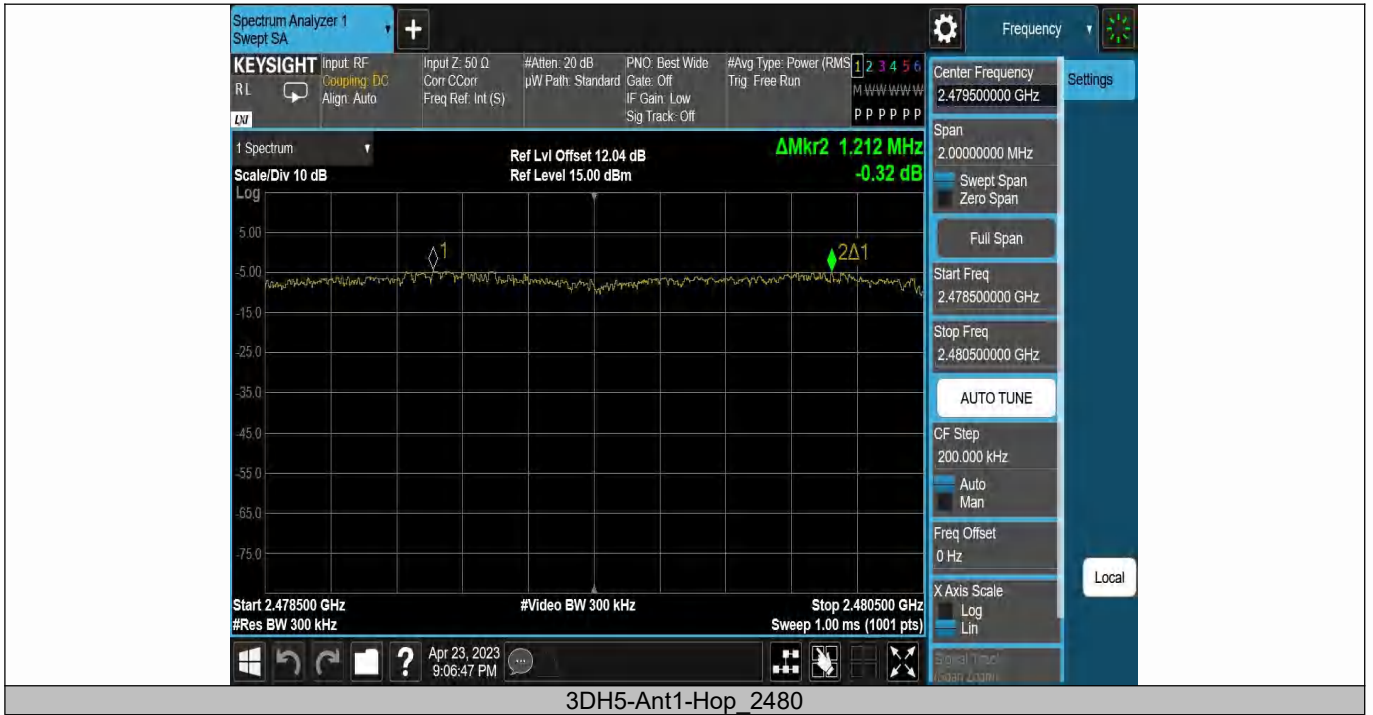 Spectrum Analyzer 1
Swept SA
+
Frequency
KEYSIGHT
RL
LXI
Input: RF
Coupling: DC
Align: Auto
Input Z: 50 Ω
Corr CCorr
Freq Ref: Int (S)
#Atten: 20 dB
µW Path: Standard
PNO: Best Wide
Gate: Off
IF Gain: Low
Sig Track: Off
#Avg Type: Power (RMS
Trig: Free Run
1 2 3 4 5 6
M W W W W W
P P P P P P
Center Frequency
2.479500000 GHz
Settings
1 Spectrum
Scale/Div 10 dB
Ref Lvl Offset 12.04 dB
Ref Level 15.00 dBm
ΔMkr2 1.212 MHz
-0.32 dB
Span
2.00000000 MHz
Swept Span
Zero Span
Full Span
Start Freq
2.478500000 GHz
Stop Freq
2.480500000 GHz
AUTO TUNE
CF Step
200.000 kHz
Auto
Man
Freq Offset
0 Hz
X Axis Scale
Log
Lin
Signal Track
(Span Zoom)
Local
Log
5.00
-5.00
-15.0
-25.0
-35.0
-45.0
-55.0
-65.0
-75.0
1
2Δ1
Start 2.478500 GHz
#Res BW 300 kHz
#Video BW 300 kHz
Stop 2.480500 GHz
Sweep 1.00 ms (1001 pts)
?
Apr 23, 2023
9:06:47 PM
3DH5-Ant1-Hop_2480